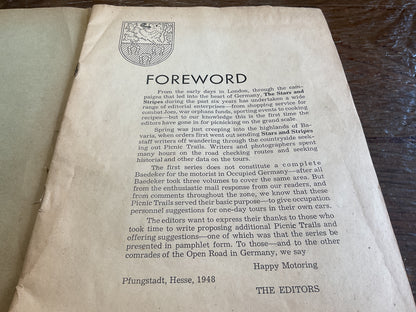 FOREWORD
From the early days in London, through the cam-
paigns that led into the heart of Germany, The Stars and
Stripes during the past six years has undertaken a wide
range of editorial enterprises—from shopping service for
combat Joes, war orphans funds, sporting events to cooking
recipes—but to our knowledge this is the first time the
editors have gone in for picnicking on the grand scale.
Spring was just creeping into the highlands of Ba-
varia, when orders first went out sending Stars and Stripes
staff writers off wandering through the countryside seek-
ing out Picnic Trails. Writers and photographers spent
many hours on the road checking routes and seeking
historial and other data on the tours.
The first series does not constitute a complete
Baedeker for the motorist in Occupied Germany—after all
Baedeker took three volumes to cover the same area. But
from the enthusiastic mail response from our readers, and
from comments throughout the zone, we know that these
Picnic Trails served their basic purpose—to give occupation
personnel suggestions for one-day tours in their own cars.
The editors want to express their thanks to those who
took time to write proposing additional Picnic Trails and
offering suggestions—one of which was that the series be
presented in pamphlet form. To those—and to the other
comrades of the Open Road in Germany, we say
Happy Motoring
Pfungstadt, Hesse, 1948
THE EDITORS